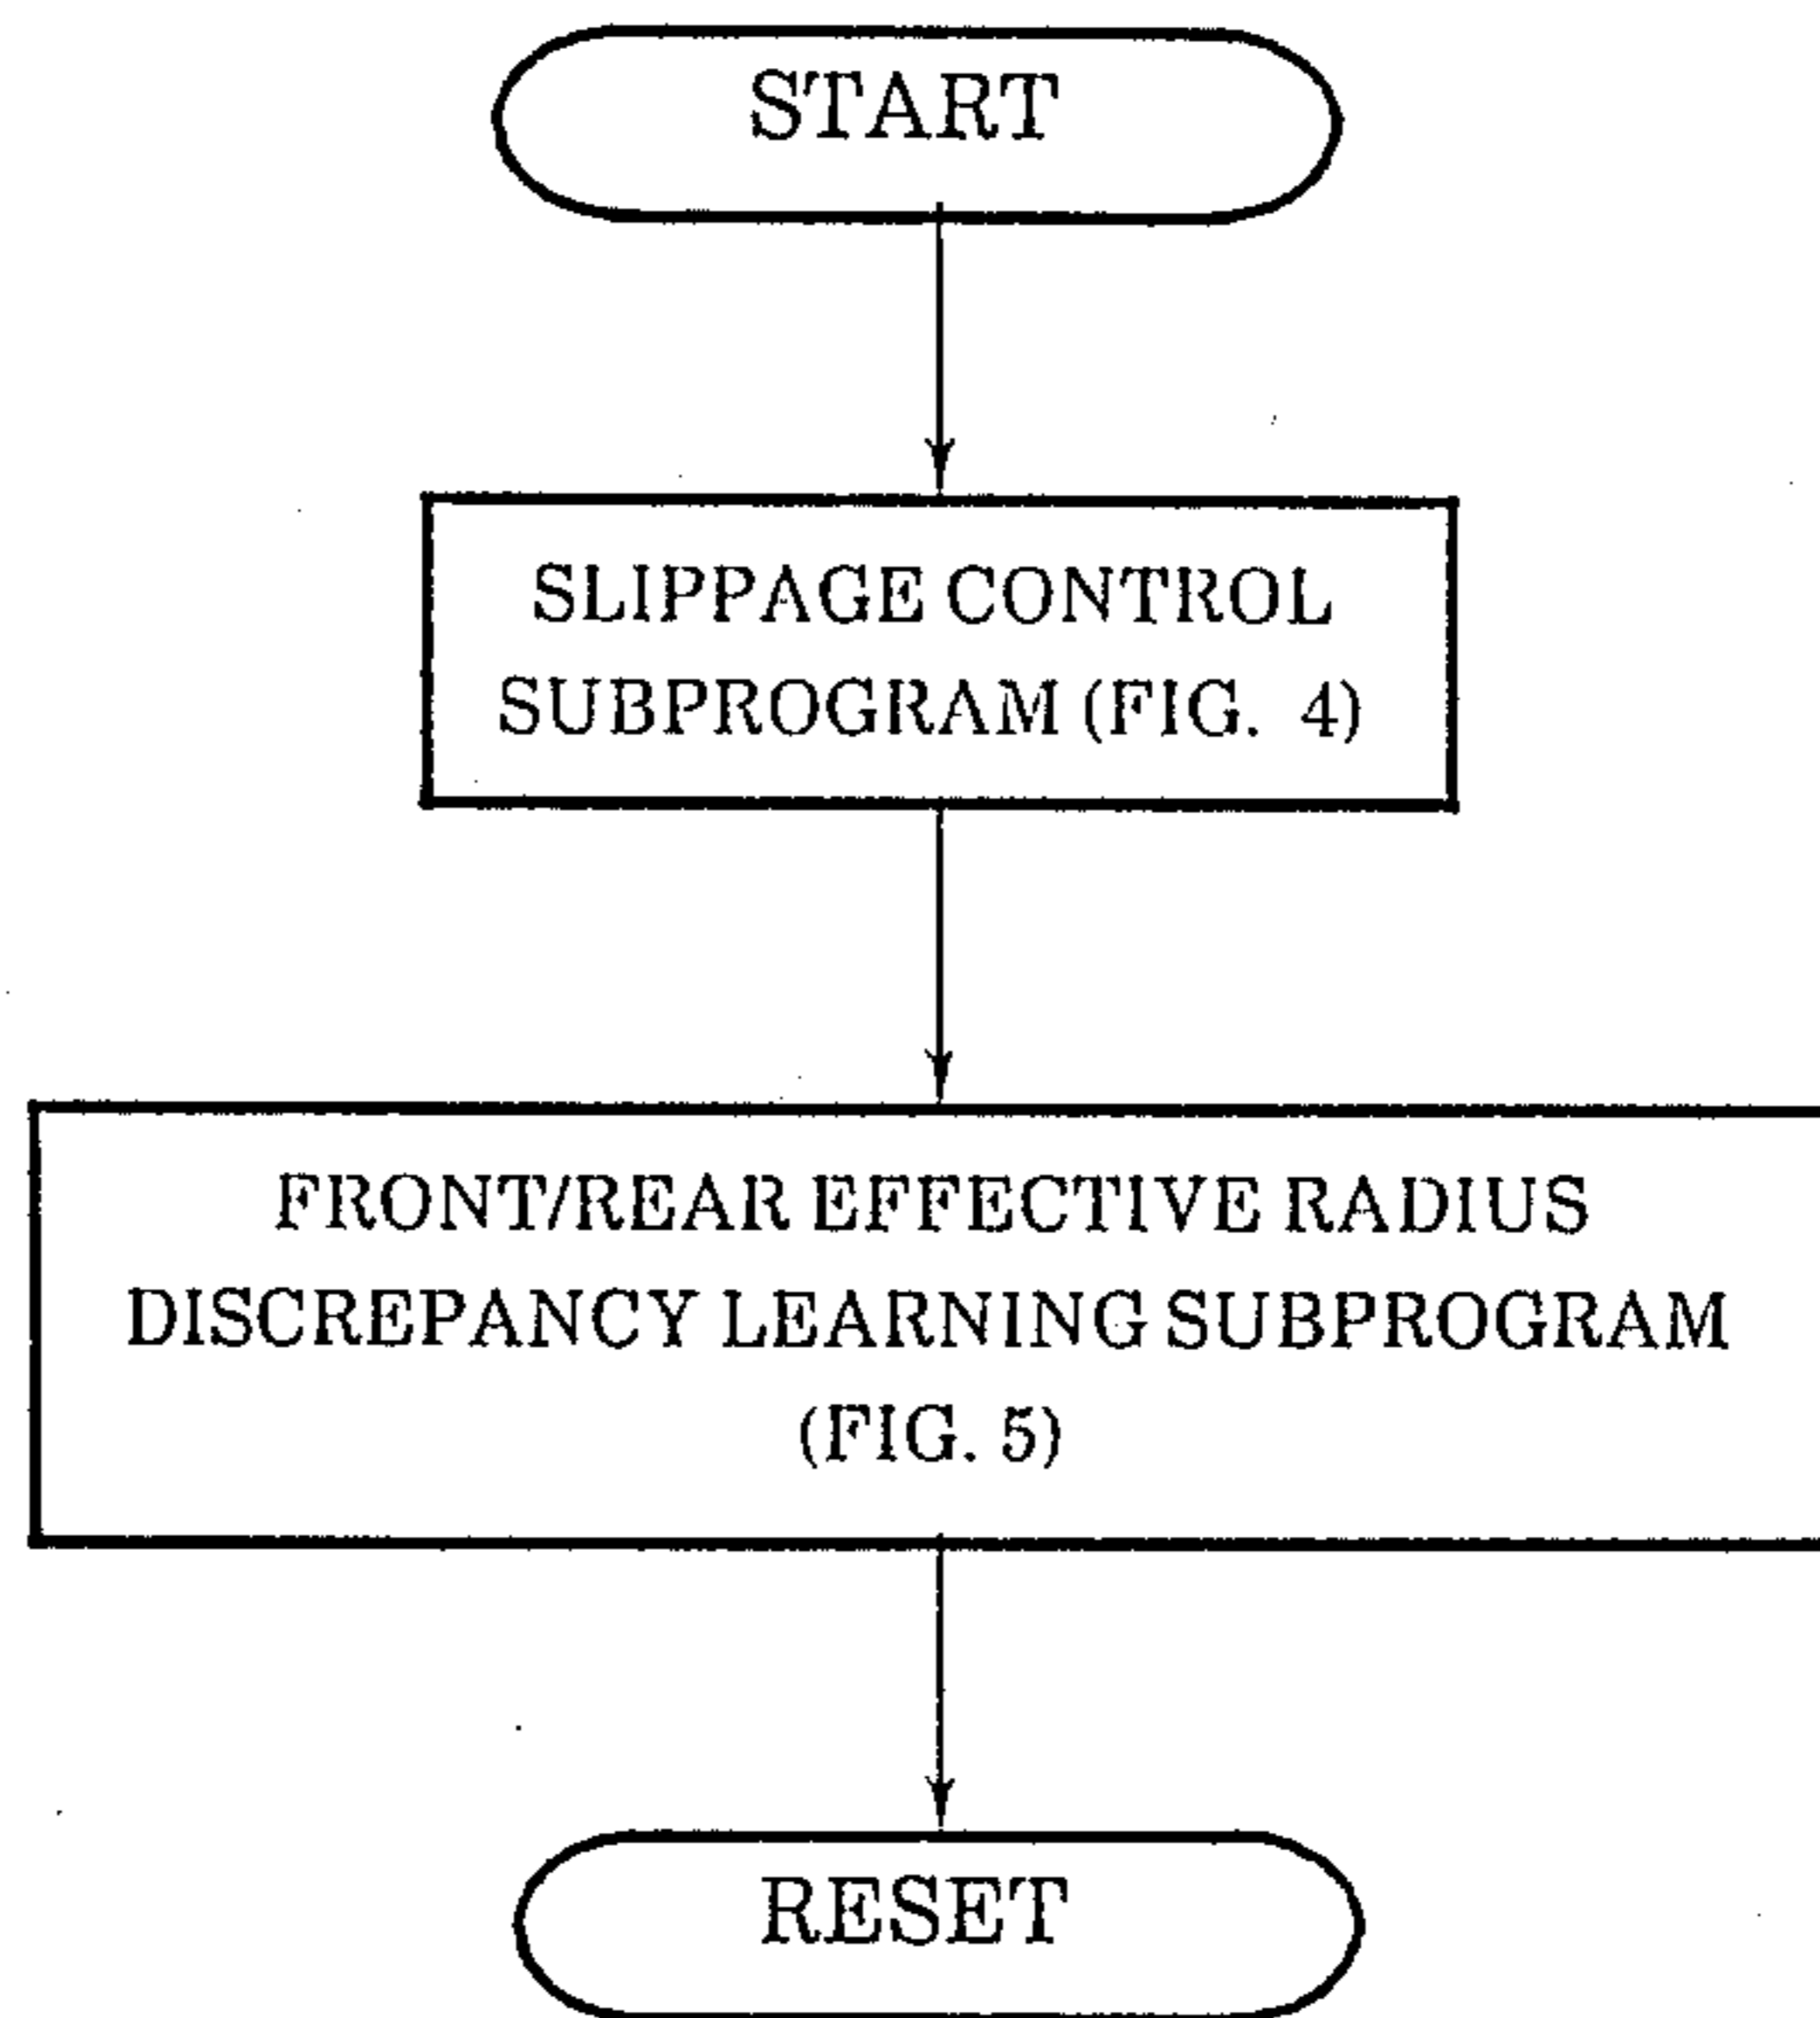 START
SLIPPAGE CONTROL
SUBPROGRAM (FIG. 4)
FRONT/REAR EFFECTIVE RADIUS
DISCREPANCY LEARNING SUBPROGRAM
(FIG. 5)
RESET